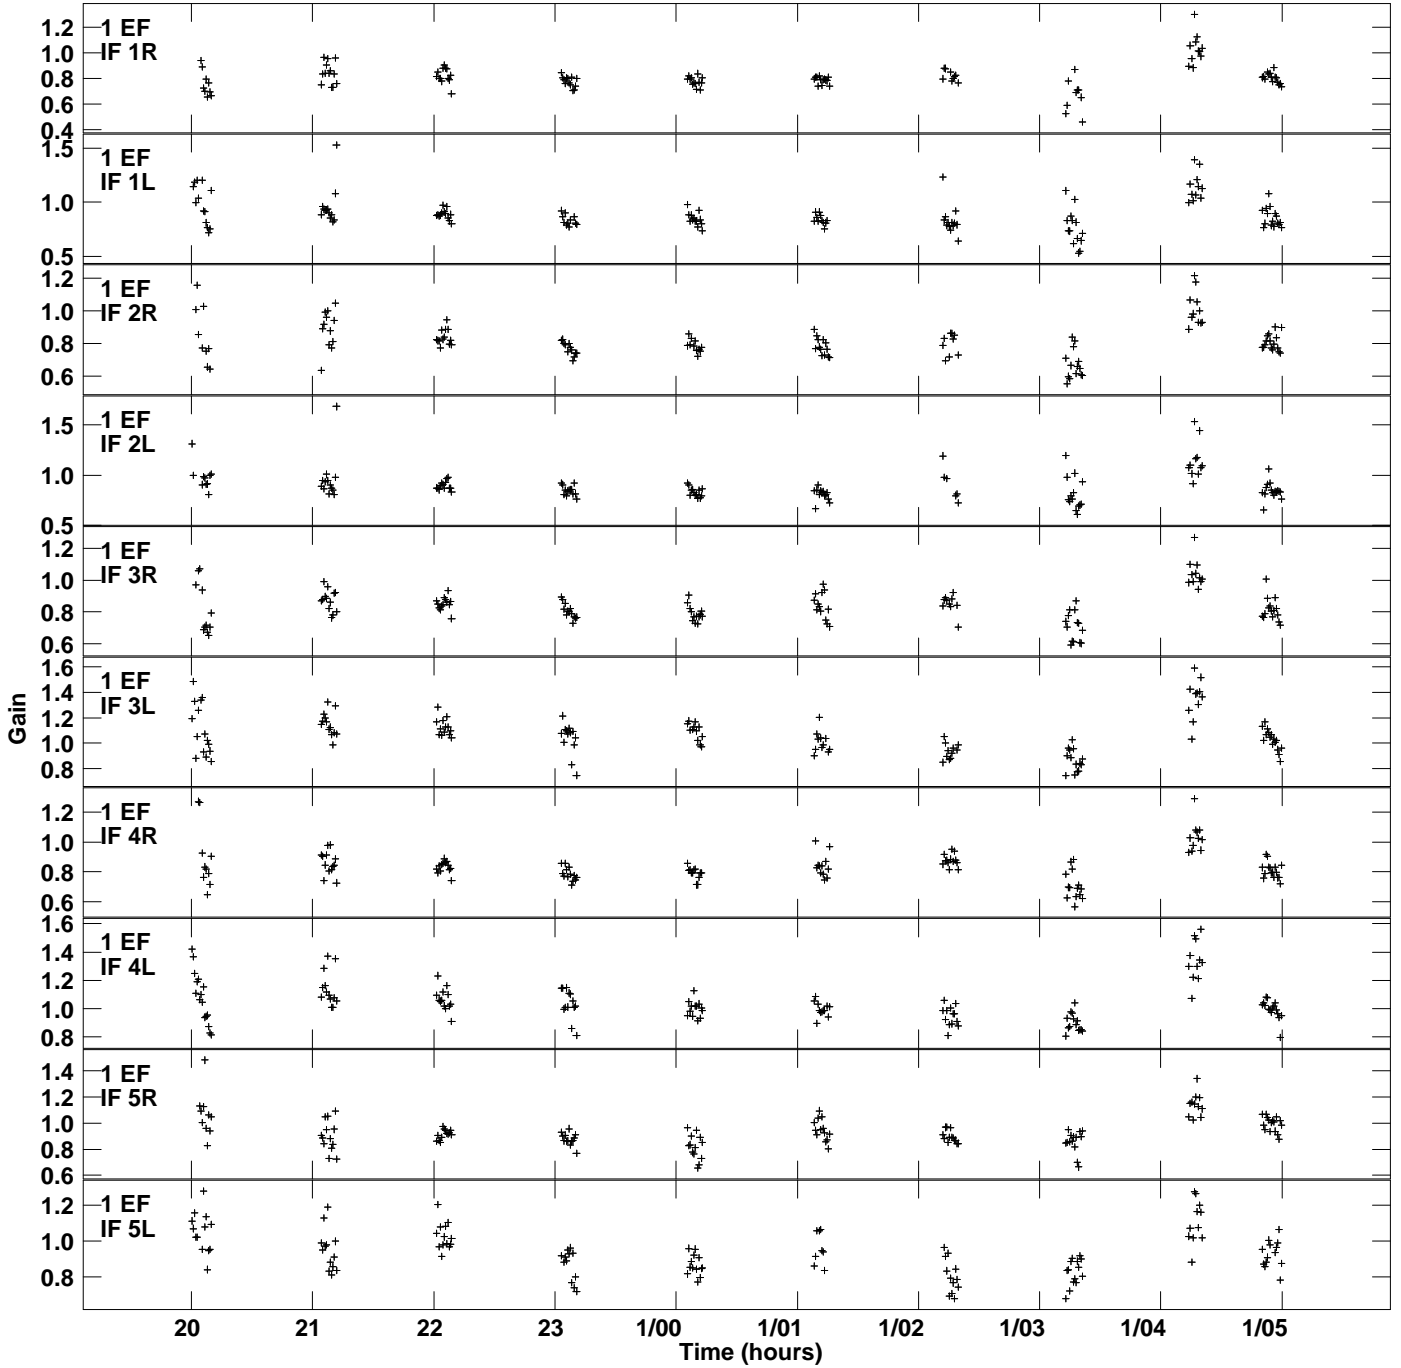 1 EF
IF 1R
1.2
1.0
0.8
0.6
0.4
1 EF
IF 1L
1.5
1.0
0.5
1 EF
IF 2R
1.2
1.0
0.8
0.6
1 EF
IF 2L
1.5
1.0
0.5
1 EF
IF 3R
1.2
1.0
0.8
0.6
1 EF
IF 3L
1.6
1.4
1.2
1.0
0.8
1 EF
IF 4R
1.2
1.0
0.8
0.6
1 EF
IF 4L
1.6
1.4
1.2
1.0
0.8
1 EF
IF 5R
1.4
1.2
1.0
0.8
0.6
1 EF
IF 5L
1.2
1.0
0.8
Gain
20 21 22 23 1/00 1/01 1/02 1/03 1/04 1/05
Time (hours)